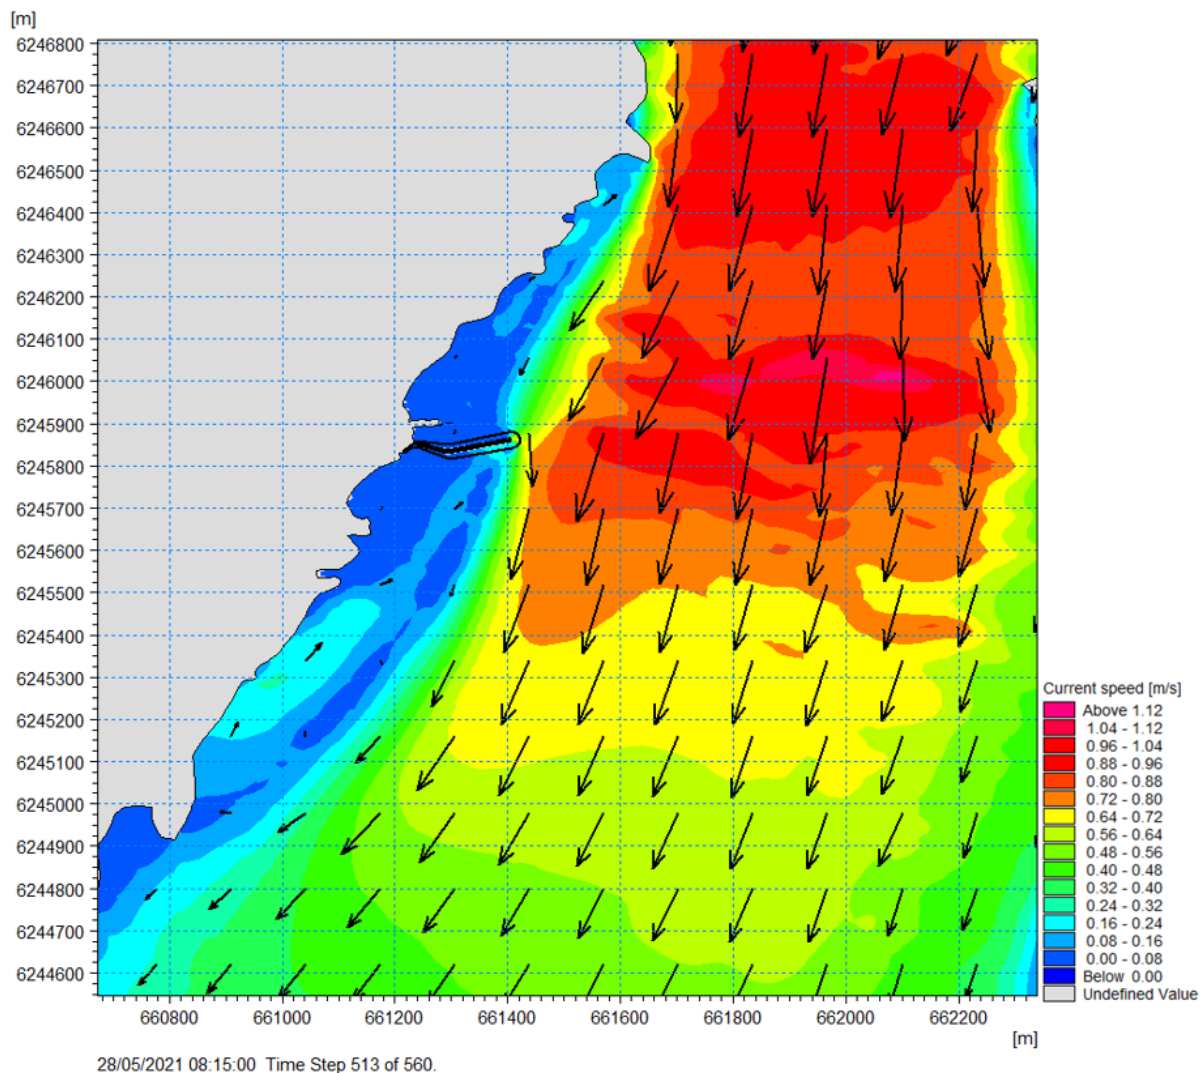 [m]
6246800
6246700
6246600
6246500
6246400
6246300
6246200
6246100
6246000
6245900
6245800
6245700
6245600
6245500
6245400
6245300
6245200
6245100
6245000
6244900
6244800
6244700
6244600
660800 661000 661200 661400 661600 661800 662000 662200
[m]
Current speed [m/s]
Above 1.12
1.04 - 1.12
0.96 - 1.04
0.88 - 0.96
0.80 - 0.88
0.72 - 0.80
0.64 - 0.72
0.56 - 0.64
0.48 - 0.56
0.40 - 0.48
0.32 - 0.40
0.24 - 0.32
0.16 - 0.24
0.08 - 0.16
0.00 - 0.08
Below 0.00
Undefined Value
28/05/2021 08:15:00 Time Step 513 of 560.